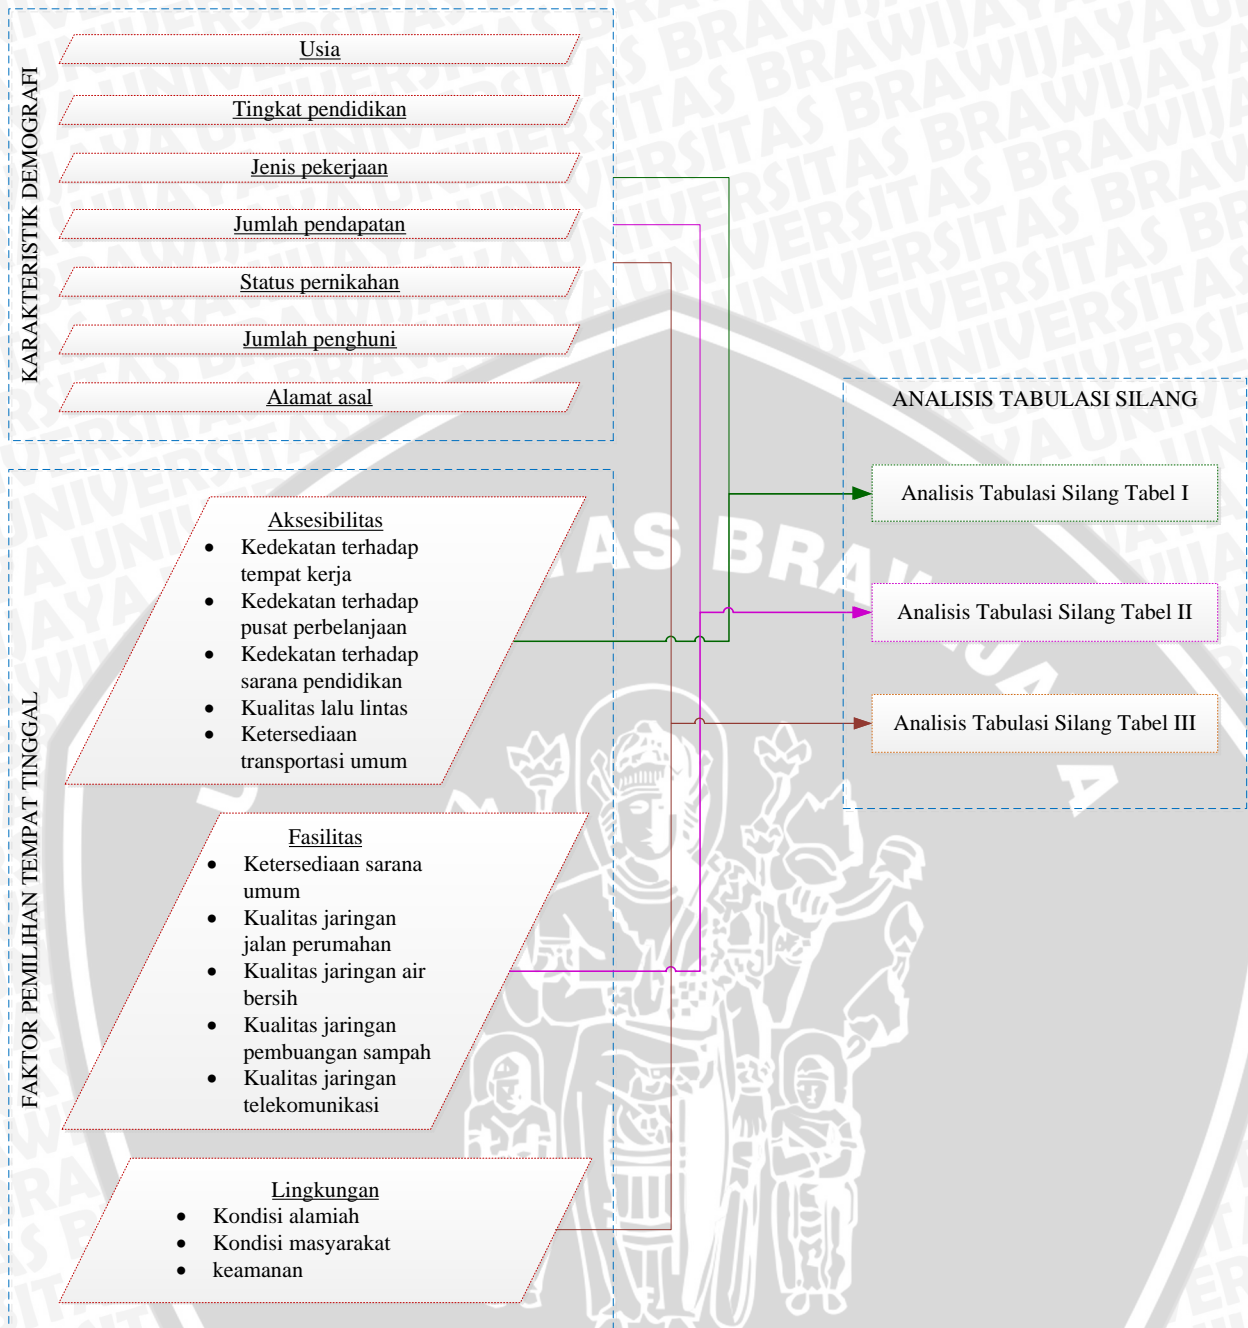 KARAKTERISTIK DEMOGRAFI
Usia
Tingkat pendidikan
Jenis pekerjaan
Jumlah pendapatan
Status pernikahan
Jumlah penghuni
Alamat asal
FAKTOR PEMILIHAN TEMPAT TINGGAL
Aksesibilitas
• Kedekatan terhadap
tempat kerja
• Kedekatan terhadap
pusat perbelanjaan
• Kedekatan terhadap
sarana pendidikan
• Kualitas lalu lintas
• Ketersediaan
transportasi umum
Fasilitas
• Ketersediaan sarana
umum
• Kualitas jaringan
jalan perumahan
• Kualitas jaringan air
bersih
• Kualitas jaringan
pembuangan sampah
• Kualitas jaringan
telekomunikasi
Lingkungan
• Kondisi alamiah
• Kondisi masyarakat
• keamanan
ANALISIS TABULASI SILANG
Analisis Tabulasi Silang Tabel I
Analisis Tabulasi Silang Tabel II
Analisis Tabulasi Silang Tabel III